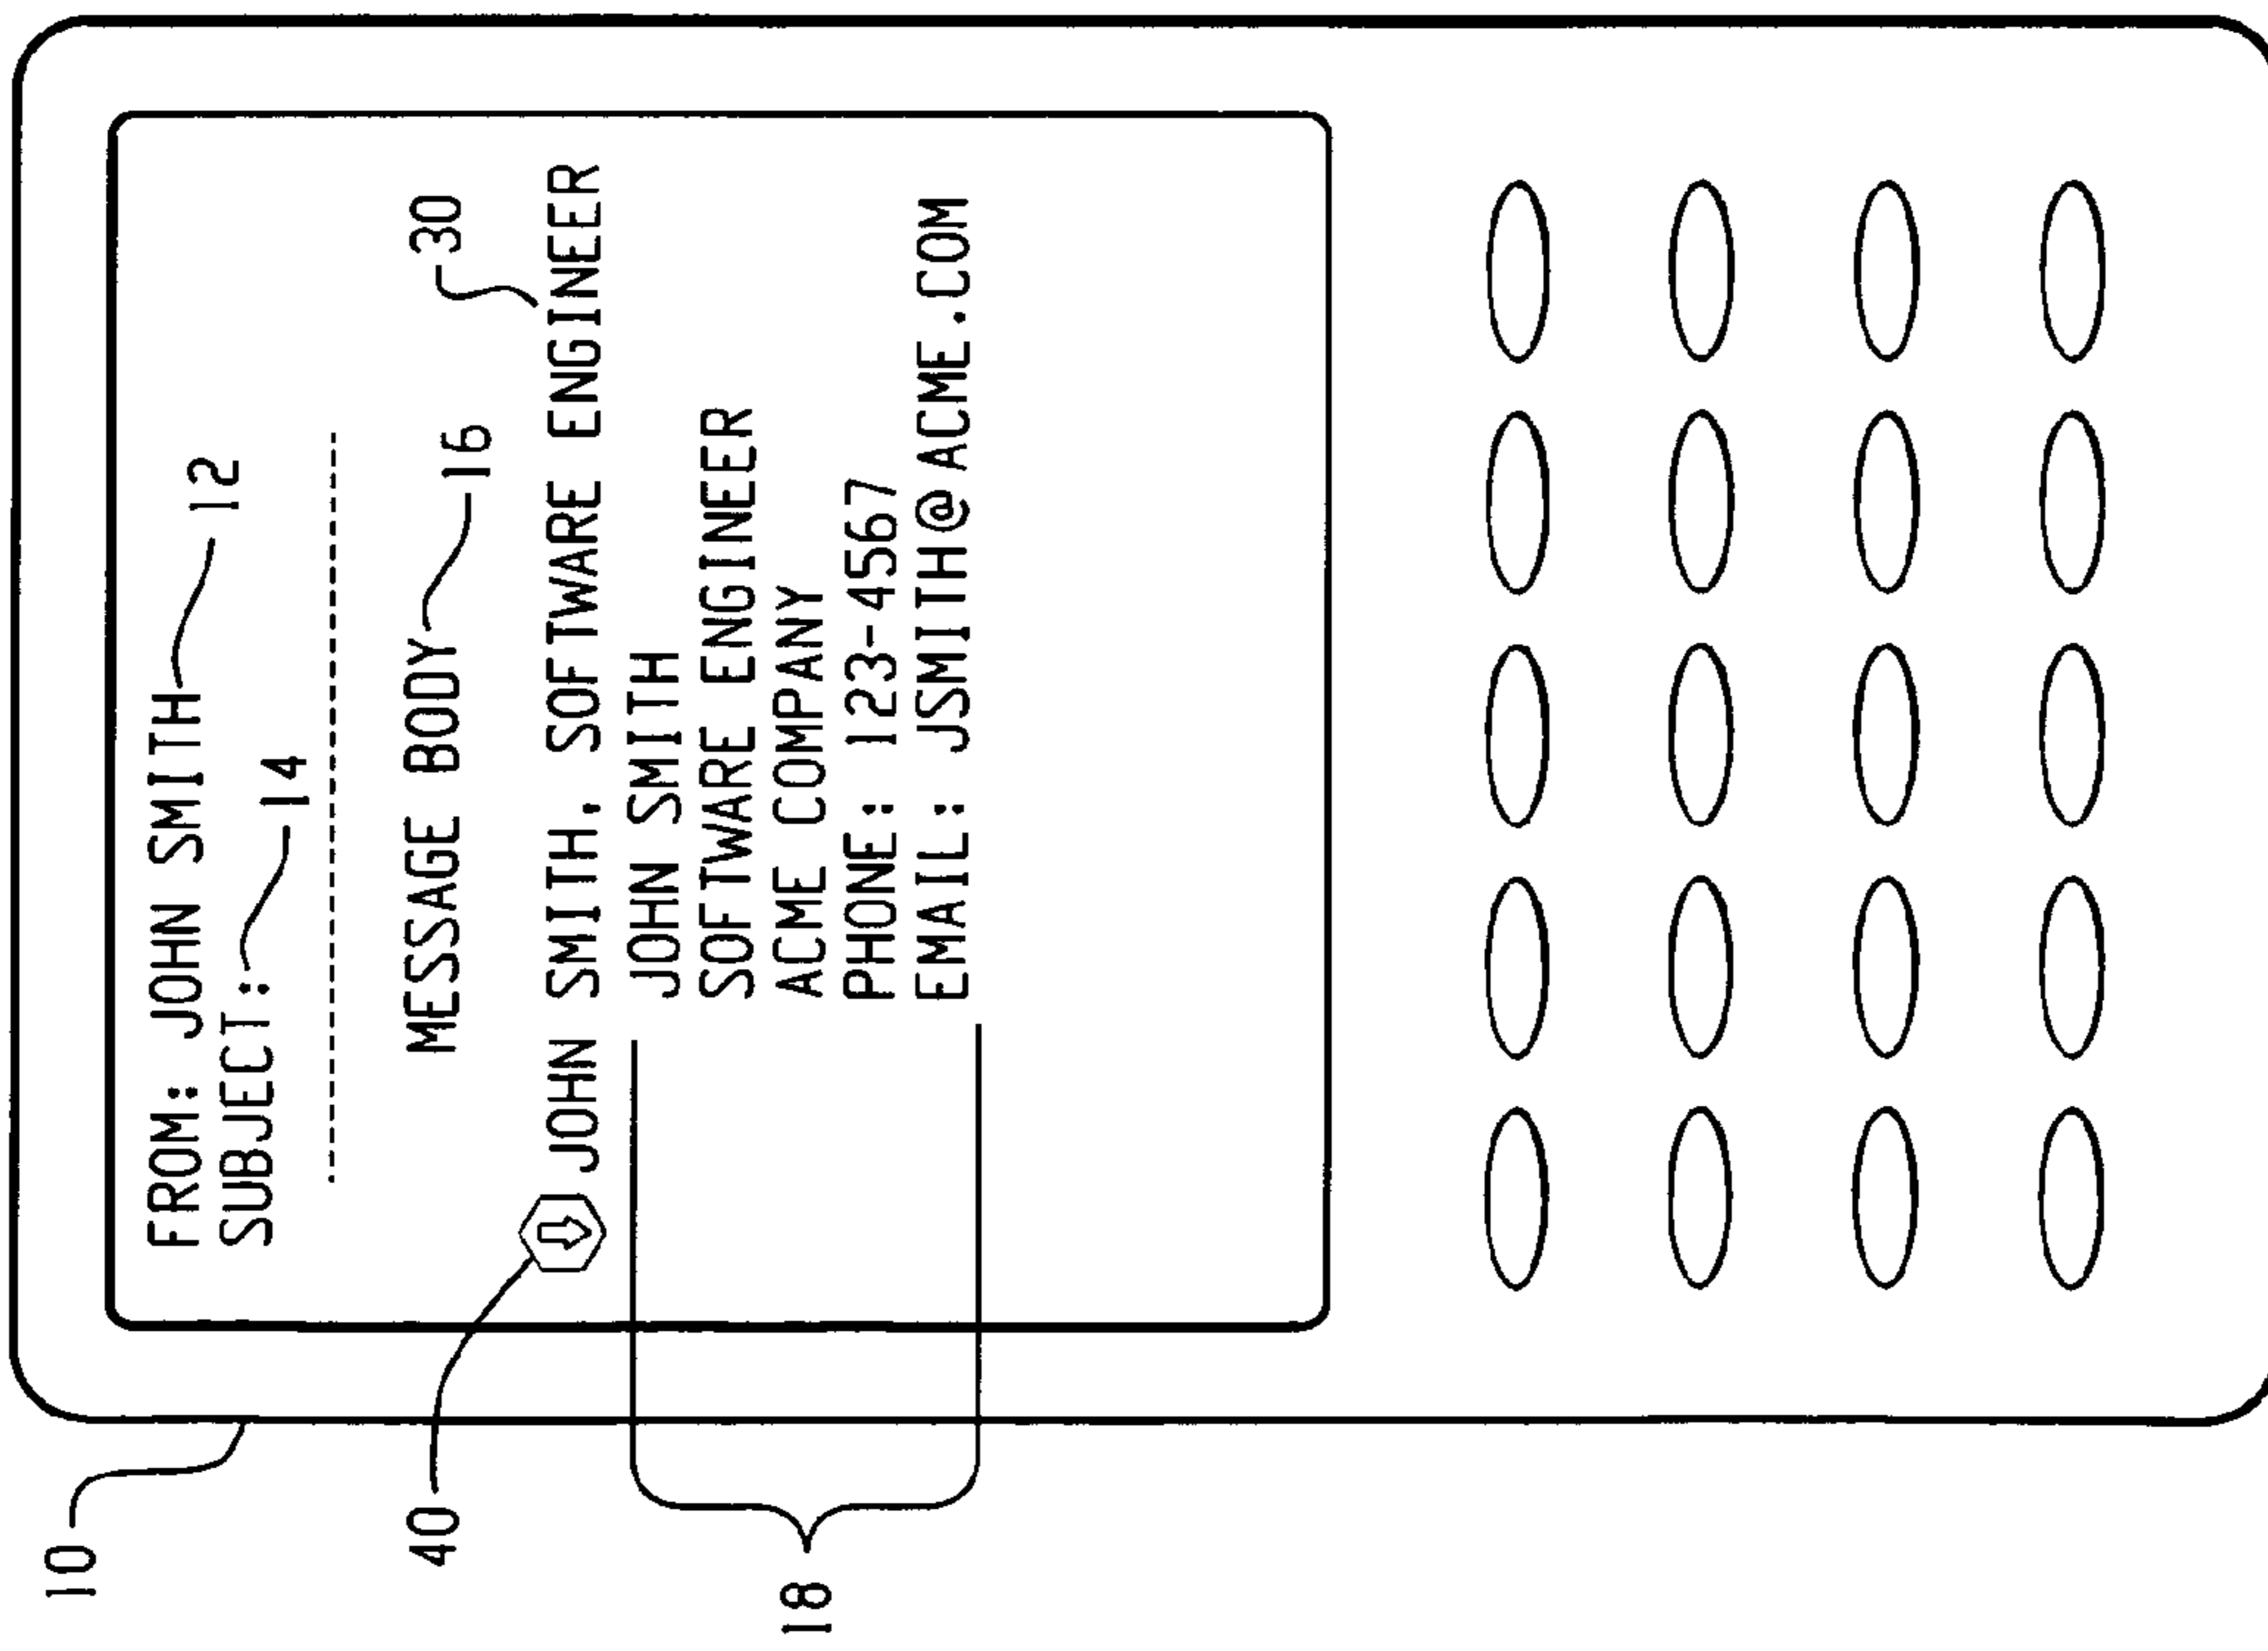 10
FROM: JOHN SMITH 12
SUBJECT: 14
MESSAGE BODY 16
30
40
JOHN SMITH, SOFTWARE ENGINEER
JOHN SMITH
SOFTWARE ENGINEER
ACME COMPANY
PHONE: 123-4567
EMAIL: JSMITH@ACME.COM
18